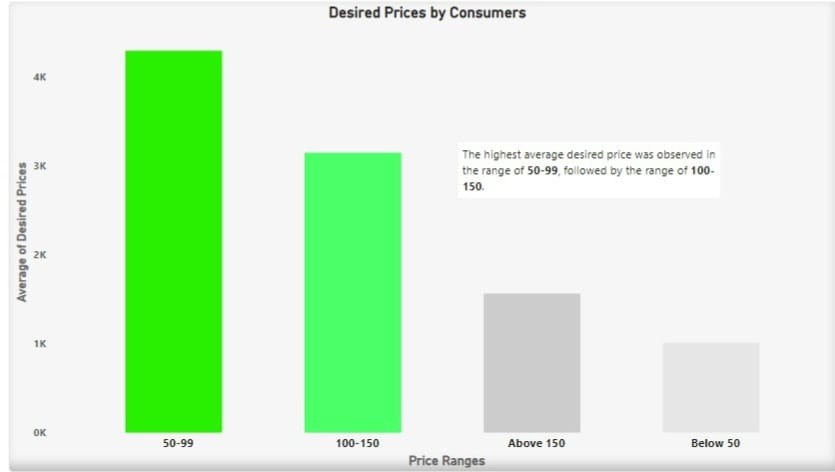 Desired Prices by Consumers
4K
3K
2K
1K
0K
Average of Desired Prices
The highest average desired price was observed in
the range of 50-99, followed by the range of 100-
150.
50-99
100-150
Above 150
Below 50
Price Ranges